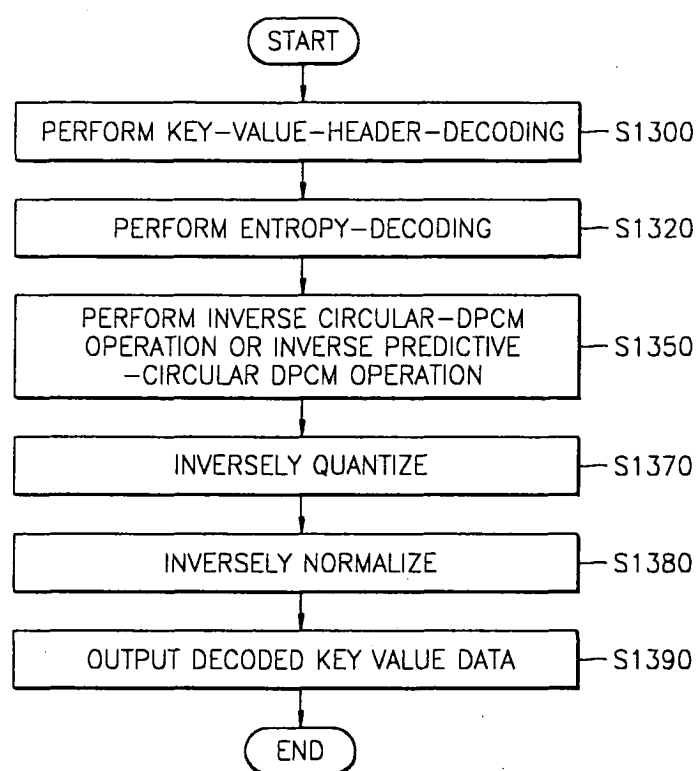 START
PERFORM KEY-VALUE-HEADER-DECODING
S1300
PERFORM ENTROPY-DECODING
S1320
PERFORM INVERSE CIRCULAR-DPCM
OPERATION OR INVERSE PREDICTIVE
-CIRCULAR DPCM OPERATION
S1350
INVERSELY QUANTIZE
S1370
INVERSELY NORMALIZE
S1380
OUTPUT DECODED KEY VALUE DATA
S1390
END